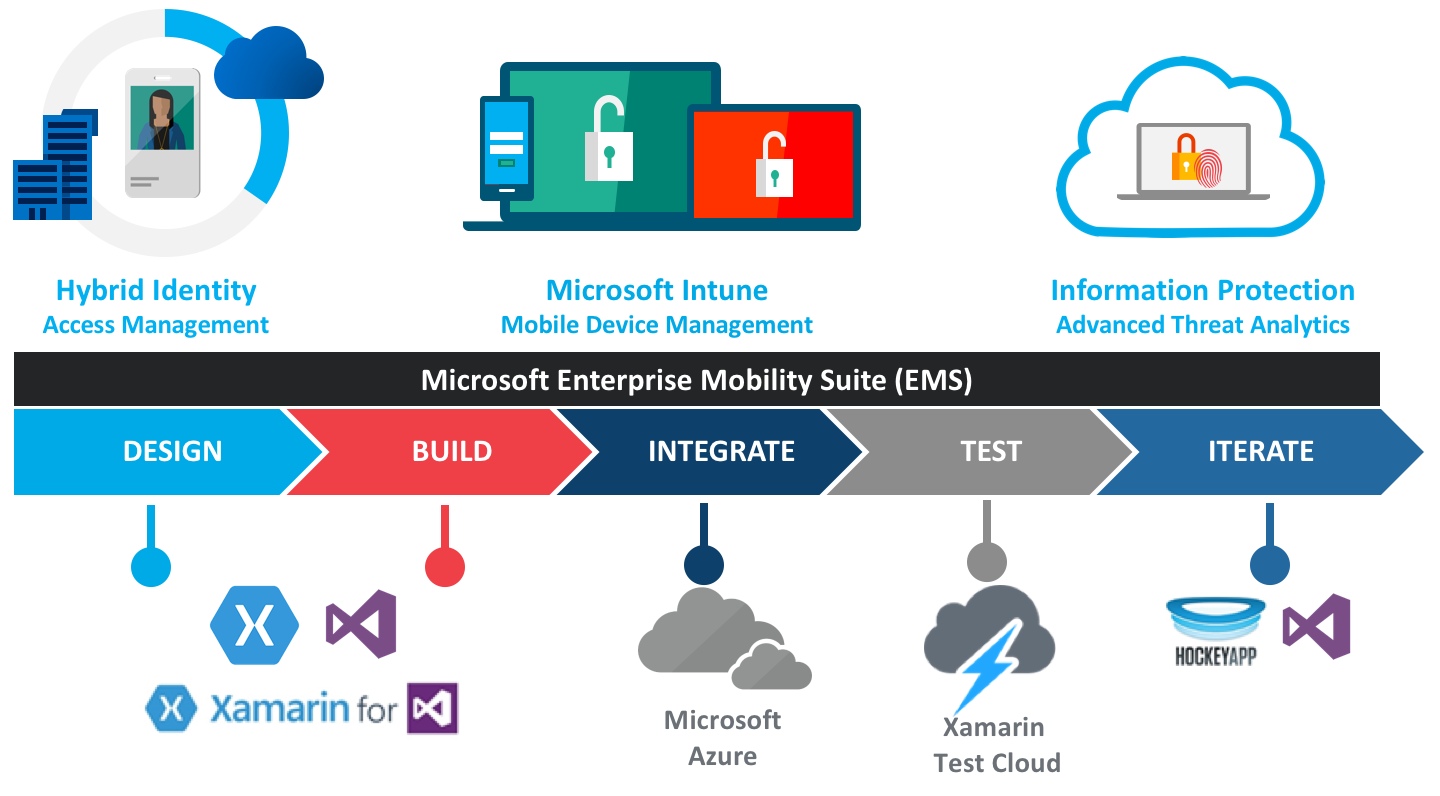 Hybrid Identity
Access Management
Microsoft Intune
Mobile Device Management
Information Protection
Advanced Threat Analytics
Microsoft Enterprise Mobility Suite (EMS)
DESIGN
BUILD
INTEGRATE
TEST
ITERATE
Xamarin for
Microsoft
Azure
Xamarin
Test Cloud
HOCKEYAPP